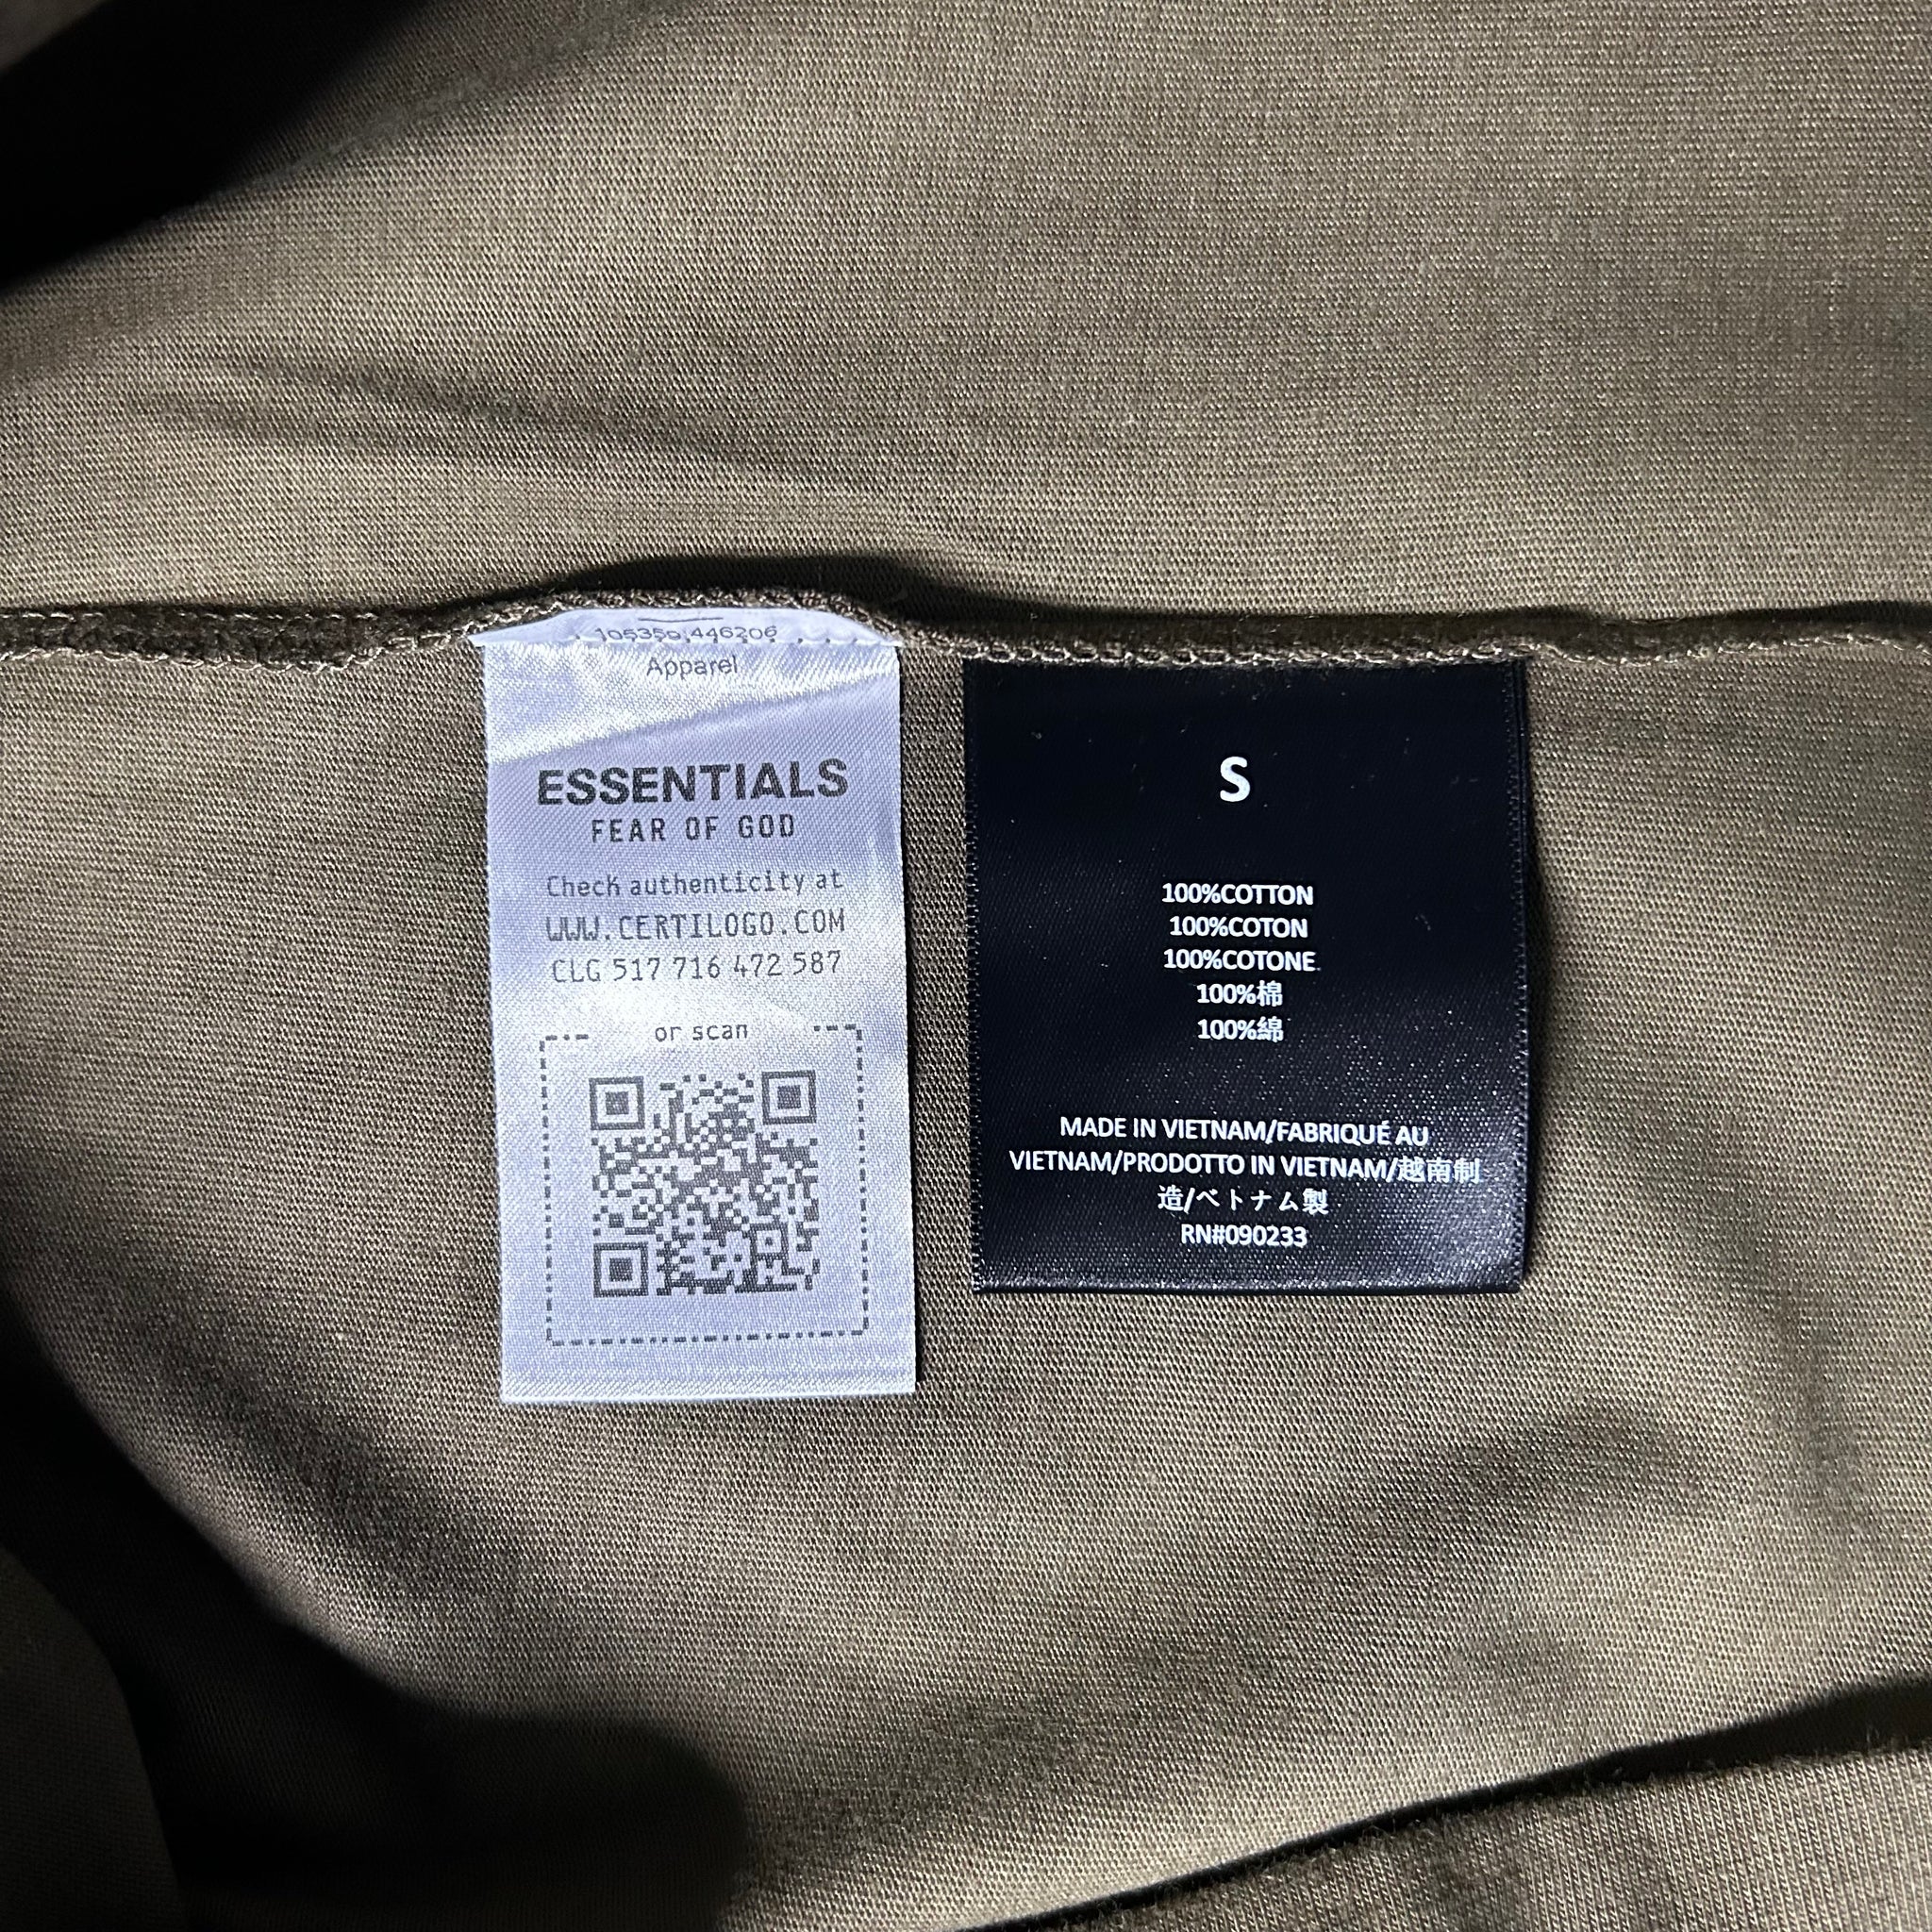 Apparel
ESSENTIALS
FEAR OF GOD
Check authenticity at
WWW.CERTILOGO.COM
CLG 517 716 472 587
or scan
S
100%COTTON
100%COTON
100%COTONE
100%棉
100%綿
MADE IN VIETNAM/FABRIQUÉ AU
VIETNAM/PRODOTTO IN VIETNAM/越南制
造/ベトナム製
RN#090233